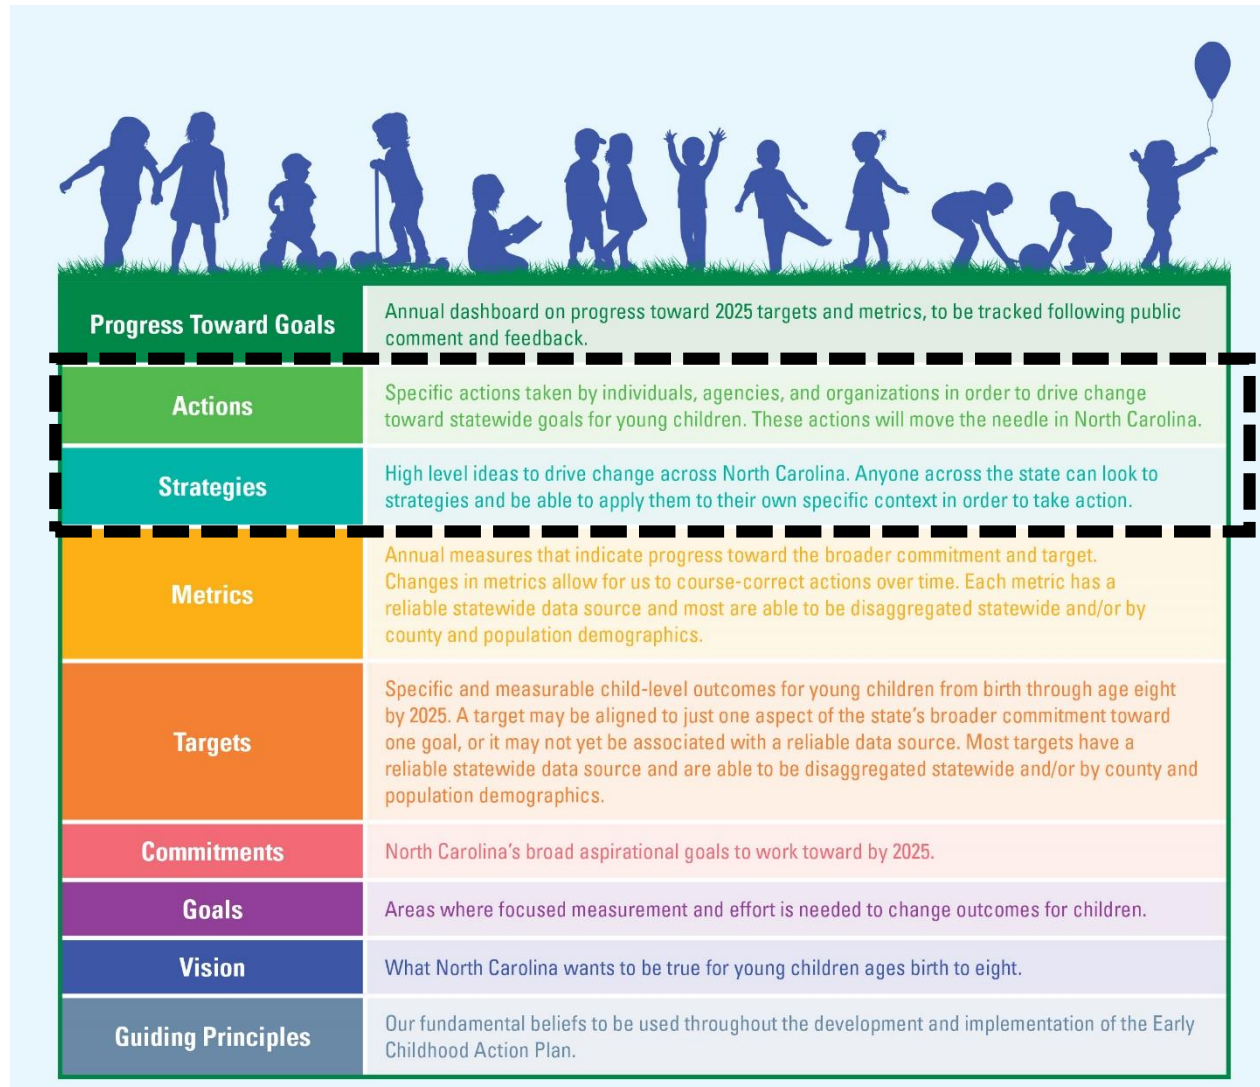 Progress Toward Goals
Annual dashboard on progress toward 2025 targets and metrics, to be tracked following public
comment and feedback.
Actions
Specific actions taken by individuals, agencies, and organizations in order to drive change
toward statewide goals for young children. These actions will move the needle in North Carolina.
Strategies
High level ideas to drive change across North Carolina. Anyone across the state can look to
strategies and be able to apply them to their own specific context in order to take action.
Metrics
Annual measures that indicate progress toward the broader commitment and target.
Changes in metrics allow for us to course-correct actions over time. Each metric has a
reliable statewide data source and most are able to be disaggregated statewide and/or by
county and population demographics.
Targets
Specific and measurable child-level outcomes for young children from birth through age eight
by 2025. A target may be aligned to just one aspect of the state's broader commitment toward
one goal, or it may not yet be associated with a reliable data source. Most targets have a
reliable statewide data source and are able to be disaggregated statewide and/or by county and
population demographics.
Commitments
North Carolina's broad aspirational goals to work toward by 2025.
Goals
Areas where focused measurement and effort is needed to change outcomes for children.
Vision
What North Carolina wants to be true for young children ages birth to eight.
Guiding Principles
Our fundamental beliefs to be used throughout the development and implementation of the Early
Childhood Action Plan.